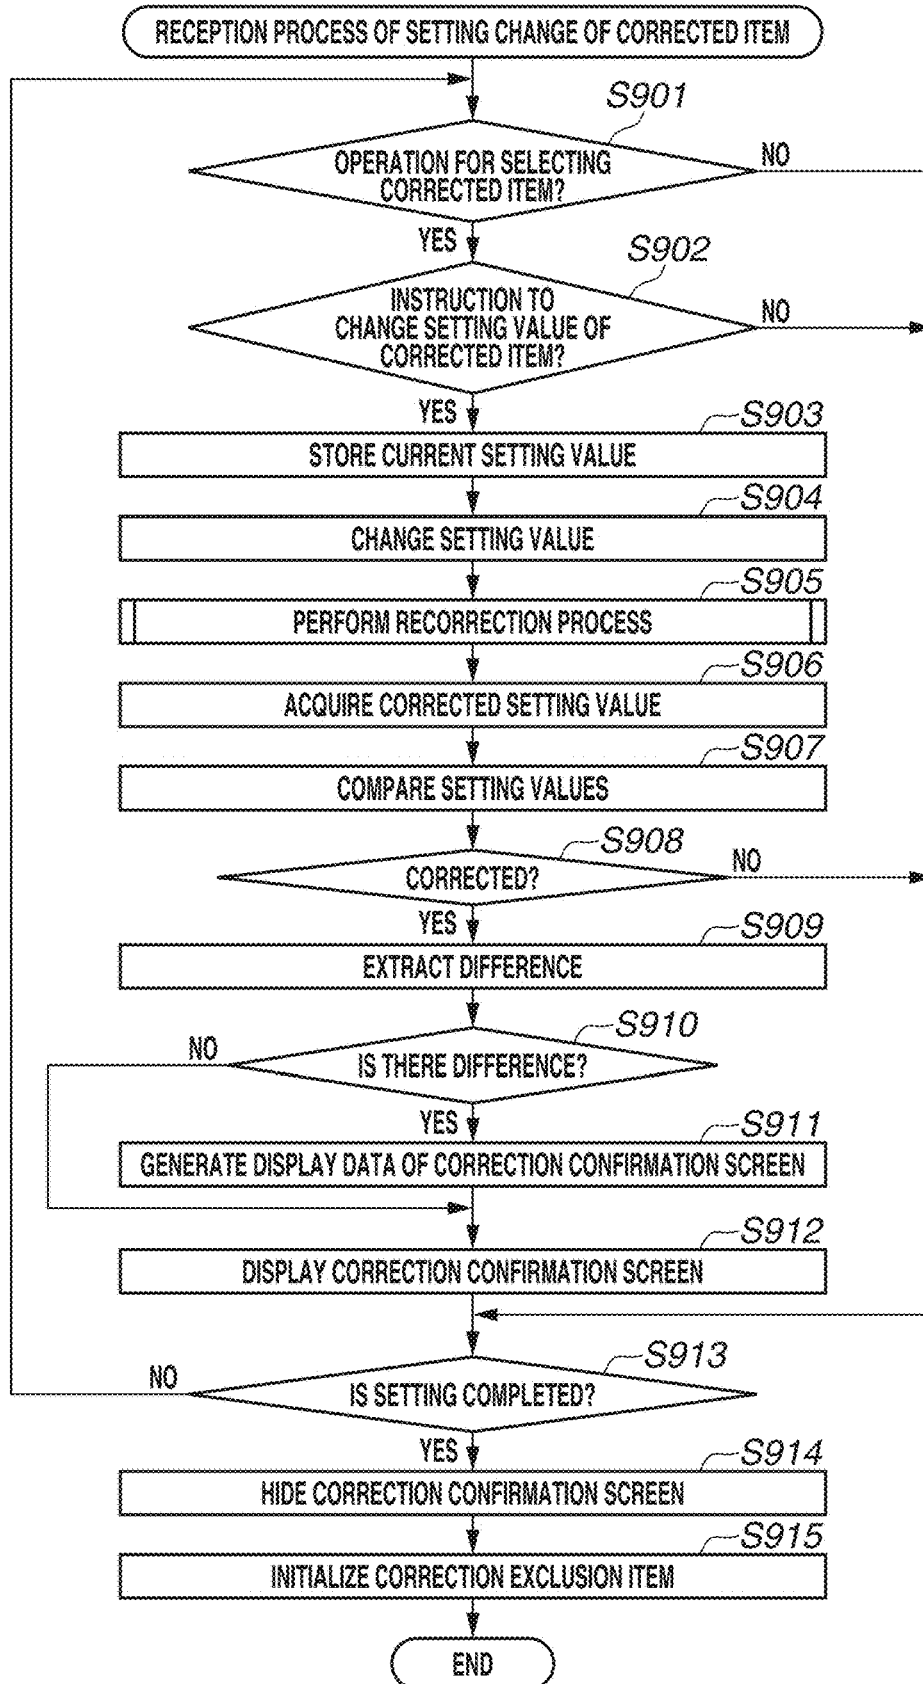 RECEPTION PROCESS OF SETTING CHANGE OF CORRECTED ITEM
S901
OPERATION FOR SELECTING
CORRECTED ITEM?
NO
YES
S902
INSTRUCTION TO
CHANGE SETTING VALUE OF
CORRECTED ITEM?
NO
YES
S903
STORE CURRENT SETTING VALUE
S904
CHANGE SETTING VALUE
S905
PERFORM RECORRECTION PROCESS
S906
ACQUIRE CORRECTED SETTING VALUE
S907
COMPARE SETTING VALUES
S908
CORRECTED?
NO
YES
S909
EXTRACT DIFFERENCE
S910
NO
IS THERE DIFFERENCE?
YES
S911
GENERATE DISPLAY DATA OF CORRECTION CONFIRMATION SCREEN
S912
DISPLAY CORRECTION CONFIRMATION SCREEN
S913
NO
IS SETTING COMPLETED?
YES
S914
HIDE CORRECTION CONFIRMATION SCREEN
S915
INITIALIZE CORRECTION EXCLUSION ITEM
END